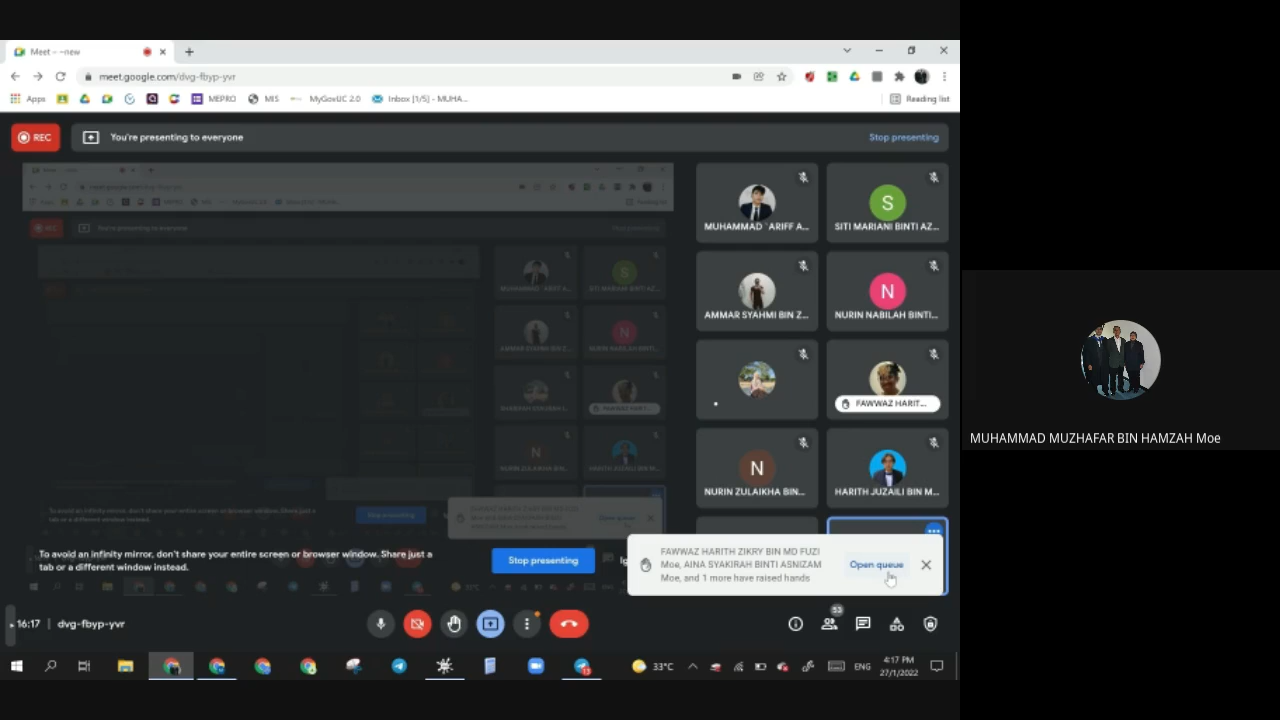 Meet – ~new
meet.google.com/dvg-fbyp-yvr
Apps
MEPRO
MIS
MyGovUC 2.0
Inbox (1/5) - MUHA...
Reading list
REC
You're presenting to everyone
Stop presenting
MUHAMMAD `ARIFF A...
S
SITI MARIANI BINTI AZ...
AMMAR SYAHMI BIN Z...
N
NURIN NABILAH BINTI...
FAWWAZ HARIT...
N
NURIN ZULAIKHA BIN...
HARITH JUZAILI BIN M...
To avoid an infinity mirror, don't share your entire screen or browser window. Share just a
tab or a different window instead.
Stop presenting
Ig
FAWWAZ HARITH ZIKRY BIN MD FUZI
Moe, AINA SYAKIRAH BINTI ASNIZAM
Moe, and 1 more have raised hands
Open queue
16:17 | dvg-fbyp-yvr
53
33°C
ENG
4:17 PM
27/1/2022
MUHAMMAD MUZHAFAR BIN HAMZAH Moe